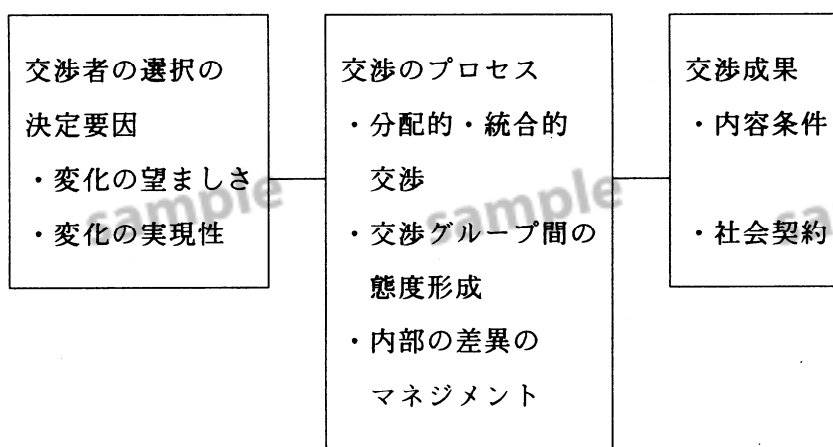 交渉者の選択の
決定要因
・変化の望ましさ
・変化の実現性
交渉のプロセス
・分配的・統合的
交渉
・交渉グループ間の
態度形成
・内部の差異の
マネジメント
交渉成果
・内容条件
・社会契約
sample
sample
sa